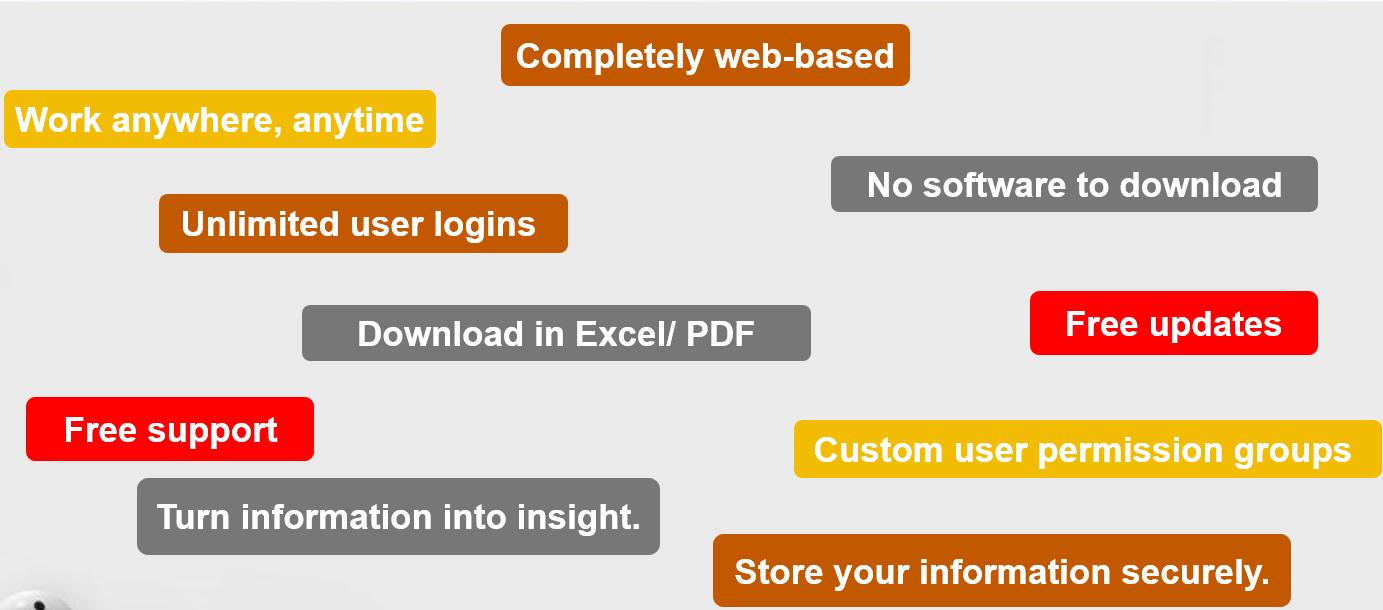 Completely web-based
Work anywhere, anytime
No software to download
Unlimited user logins
Free updates
Download in Excel/ PDF
Free support
Custom user permission groups
Turn information into insight.
Store your information securely.